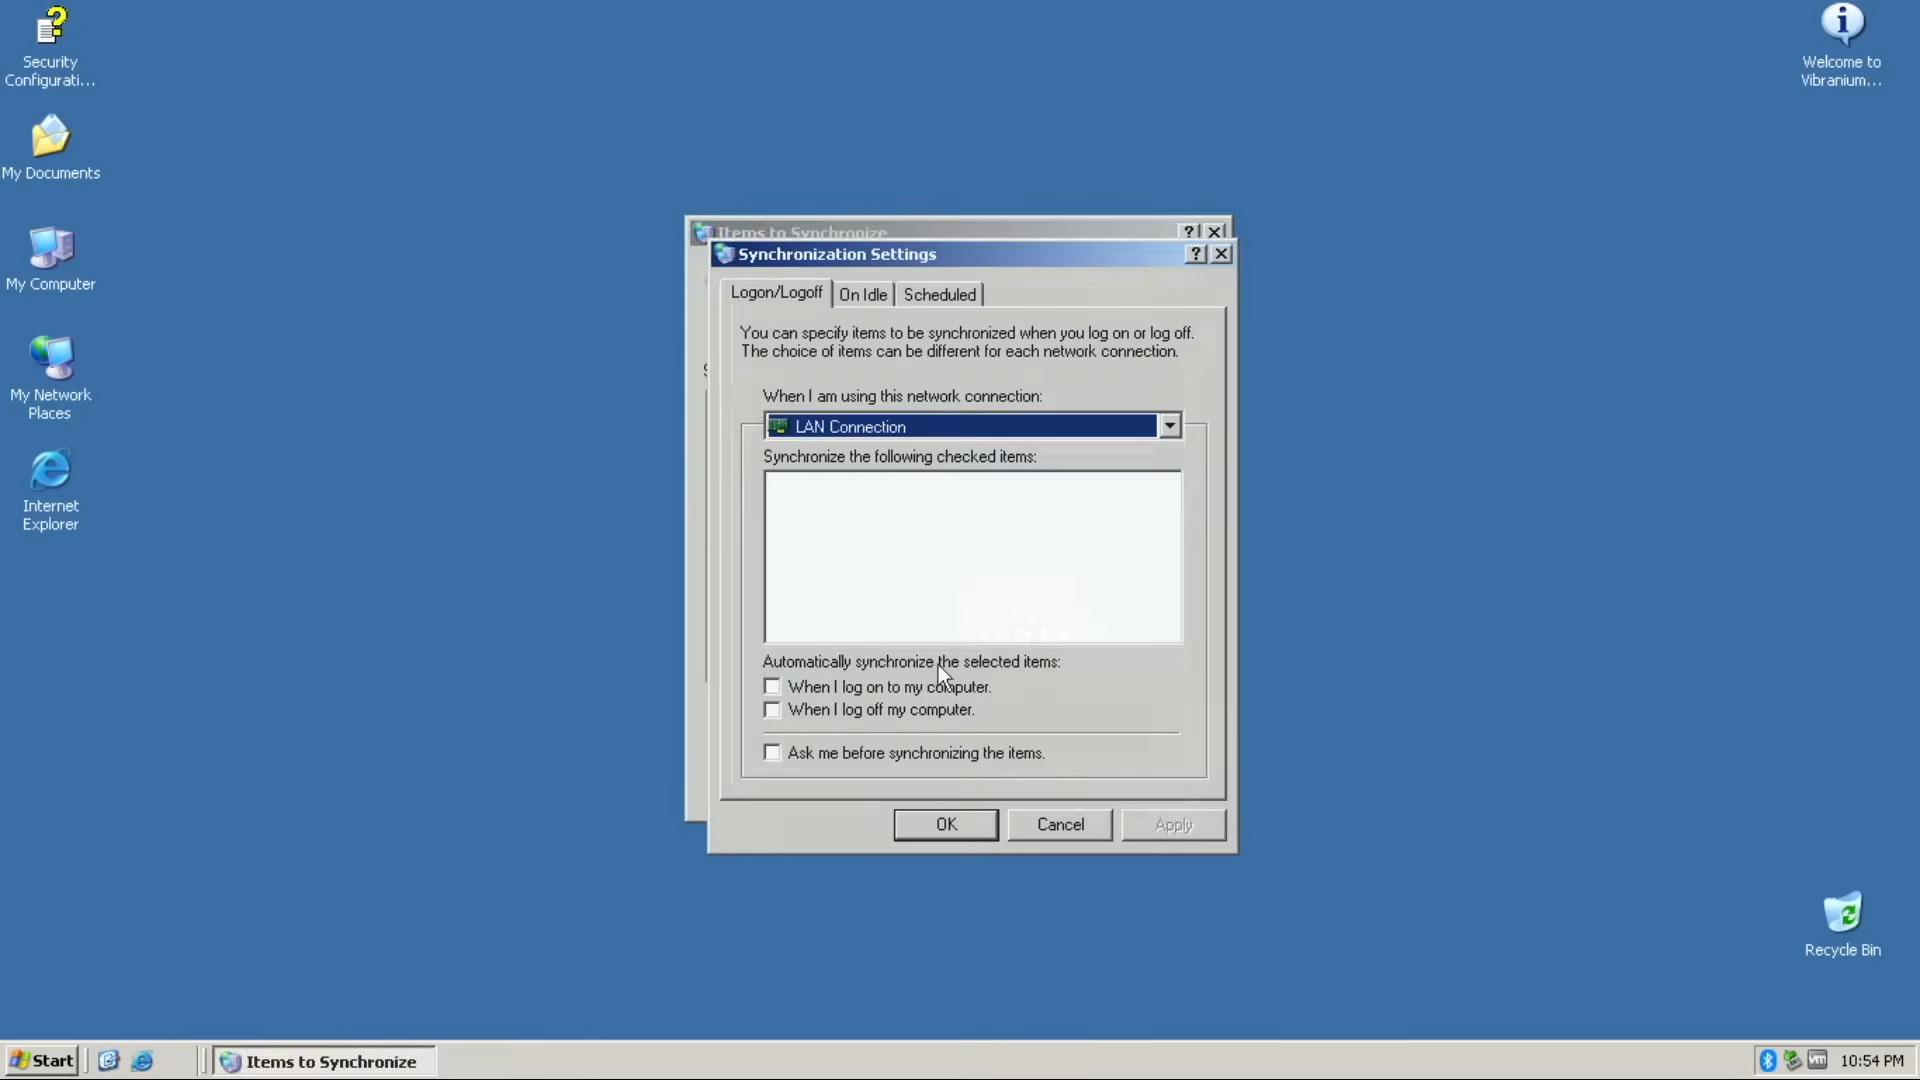 Security
Configurati...
My Documents
My Computer
My Network
Places
Internet
Explorer
Welcome to
Vibranium...
Items to Synchronize
Synchronization Settings
Logon/Logoff
On Idle
Scheduled
You can specify items to be synchronized when you log on or log off.
The choice of items can be different for each network connection.
When I am using this network connection:
LAN Connection
Synchronize the following checked items:
Automatically synchronize the selected items:
When I log on to my computer.
When I log off my computer.
Ask me before synchronizing the items.
OK
Cancel
Apply
Recycle Bin
Start
Items to Synchronize
10:54 PM